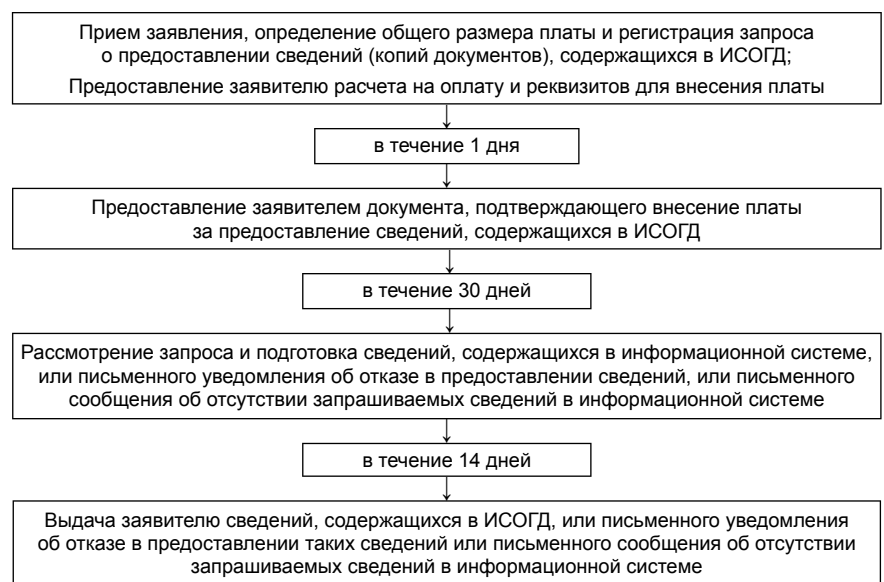 Прием заявления, определение общего размера платы и регистрация запроса
о предоставлении сведений (копий документов), содержащихся в ИСОГД;
Предоставление заявителю расчета на оплату и реквизитов для внесения платы
в течение 1 дня
Предоставление заявителем документа, подтверждающего внесение платы
за предоставление сведений, содержащихся в ИСОГД
в течение 30 дней
Рассмотрение запроса и подготовка сведений, содержащихся в информационной системе,
или письменного уведомления об отказе в предоставлении сведений, или письменного
сообщения об отсутствии запрашиваемых сведений в информационной системе
в течение 14 дней
Выдача заявителю сведений, содержащихся в ИСОГД, или письменного уведомления
об отказе в предоставлении таких сведений или письменного сообщения об отсутствии
запрашиваемых сведений в информационной системе